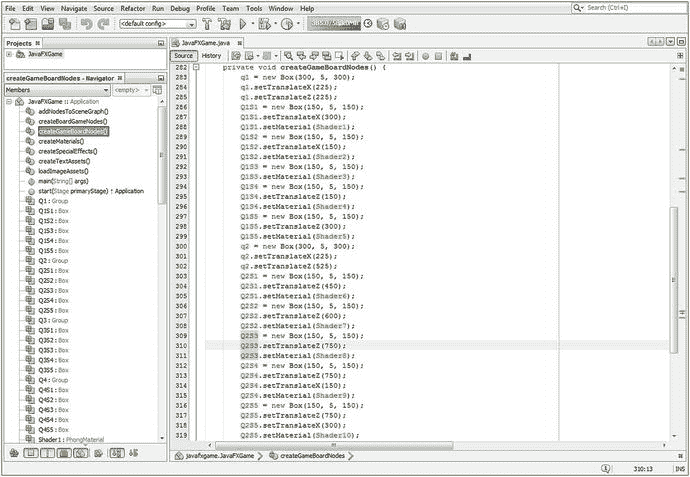 File Edit View Navigate Source Refactor Run Debug Profile Team Tools Window Help
Search (Ctrl+I)
<default config>
Projects
JavaFXGame
createGameBoardNodes - Navigator
Members
<empty>
JavaFXGame :: Application
addNodesToSceneGraph()
createBoardGameNodes()
createGameBoardNodes()
createMaterials()
createSpecialEffects()
createTextAssets()
loadImageAssets()
main(String[] args)
start(Stage primaryStage) ↑ Application
Q1 : Group
Q1S1 : Box
Q1S2 : Box
Q1S3 : Box
Q1S4 : Box
Q1S5 : Box
Q2 : Group
Q2S1 : Box
Q2S2 : Box
Q2S3 : Box
Q2S4 : Box
Q2S5 : Box
Q3 : Group
Q3S1 : Box
Q3S2 : Box
Q3S3 : Box
Q3S4 : Box
Q3S5 : Box
Q4 : Group
Q4S1 : Box
Q4S2 : Box
Q4S3 : Box
Q4S4 : Box
Q4S5 : Box
Shader1 : PhongMaterial
JavaFXGame.java
Source History
282 private void createGameBoardNodes() {
283 q1 = new Box(300, 5, 300);
284 q1.setTranslateX(225);
285 q1.setTranslateZ(225);
286 Q1S1 = new Box(150, 5, 150);
287 Q1S1.setTranslateX(300);
288 Q1S1.setMaterial(Shader1);
289 Q1S2 = new Box(150, 5, 150);
290 Q1S2.setTranslateX(150);
291 Q1S2.setMaterial(Shader2);
292 Q1S3 = new Box(150, 5, 150);
293 Q1S3.setMaterial(Shader3);
294 Q1S4 = new Box(150, 5, 150);
295 Q1S4.setTranslateZ(150);
296 Q1S4.setMaterial(Shader4);
297 Q1S5 = new Box(150, 5, 150);
298 Q1S5.setTranslateZ(300);
299 Q1S5.setMaterial(Shader5);
300 q2 = new Box(300, 5, 300);
301 q2.setTranslateX(225);
302 q2.setTranslateZ(525);
303 Q2S1 = new Box(150, 5, 150);
304 Q2S1.setTranslateZ(450);
305 Q2S1.setMaterial(Shader6);
306 Q2S2 = new Box(150, 5, 150);
307 Q2S2.setTranslateZ(600);
308 Q2S2.setMaterial(Shader7);
309 Q2S3 = new Box(150, 5, 150);
310 Q2S3.setTranslateZ(750);
311 Q2S3.setMaterial(Shader8);
312 Q2S4 = new Box(150, 5, 150);
313 Q2S4.setTranslateZ(750);
314 Q2S4.setTranslateX(150);
315 Q2S4.setMaterial(Shader9);
316 Q2S5 = new Box(150, 5, 150);
317 Q2S5.setTranslateZ(750);
318 Q2S5.setTranslateX(300);
319 Q2S5.setMaterial(Shader10);
javafxgame.JavaFXGame createGameBoardNodes
310:13 INS